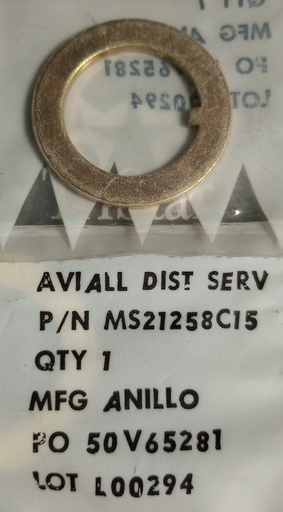 AVIALL DIST SERV
P/N MS21258C15
QTY 1
MFG ANILLO
PO 50V65281
LOT L00294